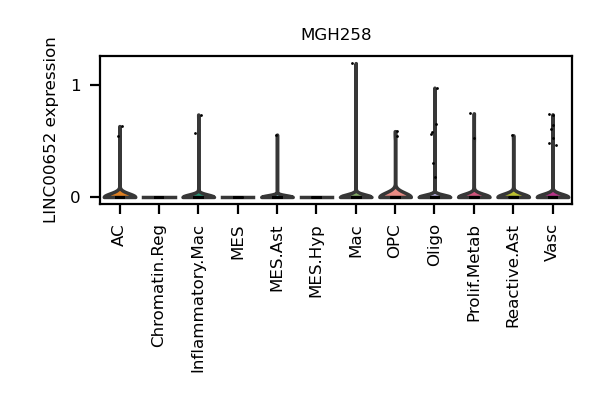 MGH258
LINC00652 expression
1
0
AC
Chromatin.Reg
Inflammatory.Mac
MES
MES.Ast
MES.Hyp
Mac
OPC
Oligo
Prolif.Metab
Reactive.Ast
Vasc